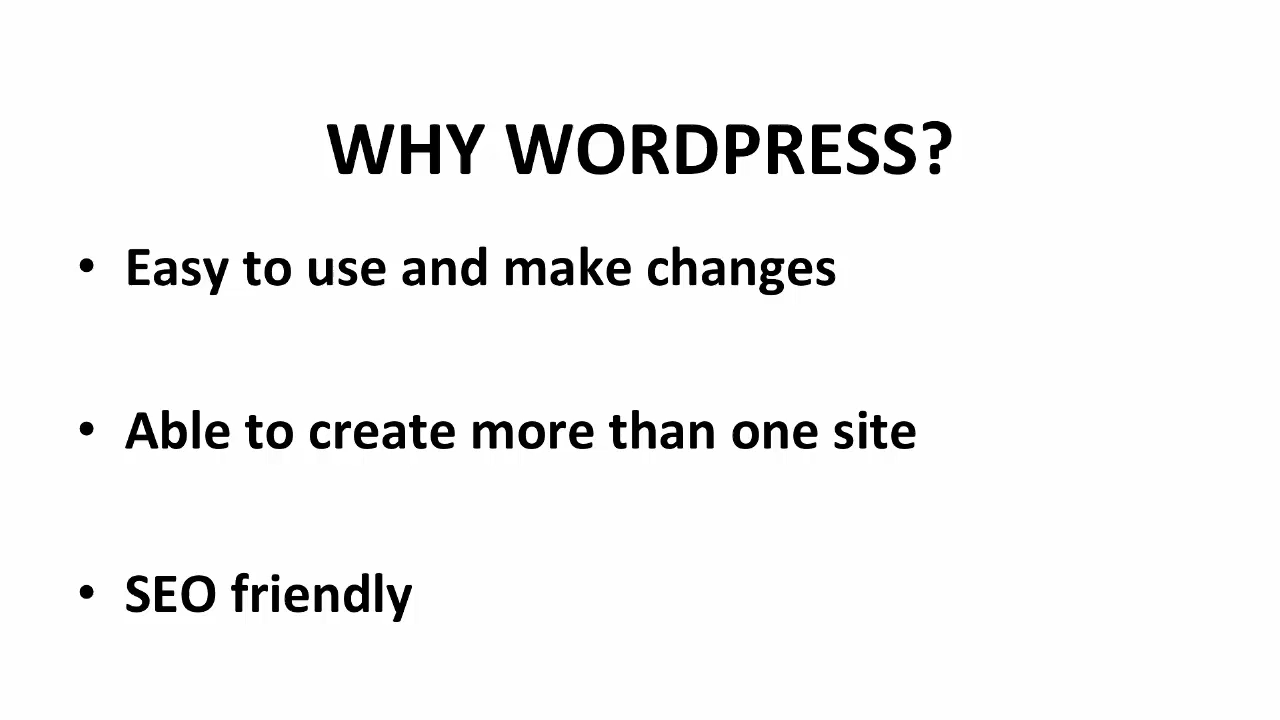 WHY WORDPRESS?
• Easy to use and make changes
• Able to create more than one site
• SEO friendly